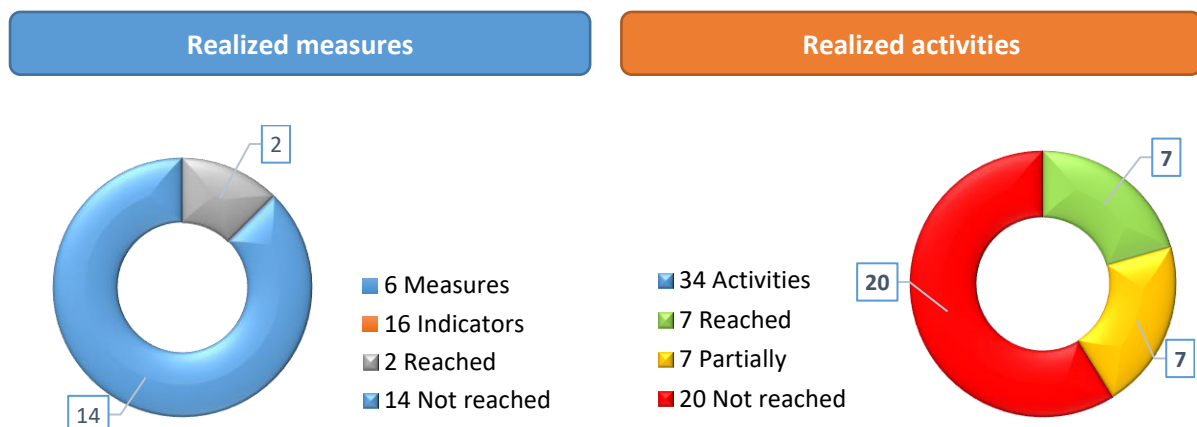 Realized measures
2
14
6 Measures
16 Indicators
2 Reached
14 Not reached
Realized activities
34 Activities
7 Reached
7 Partially
20 Not reached
7
20
7